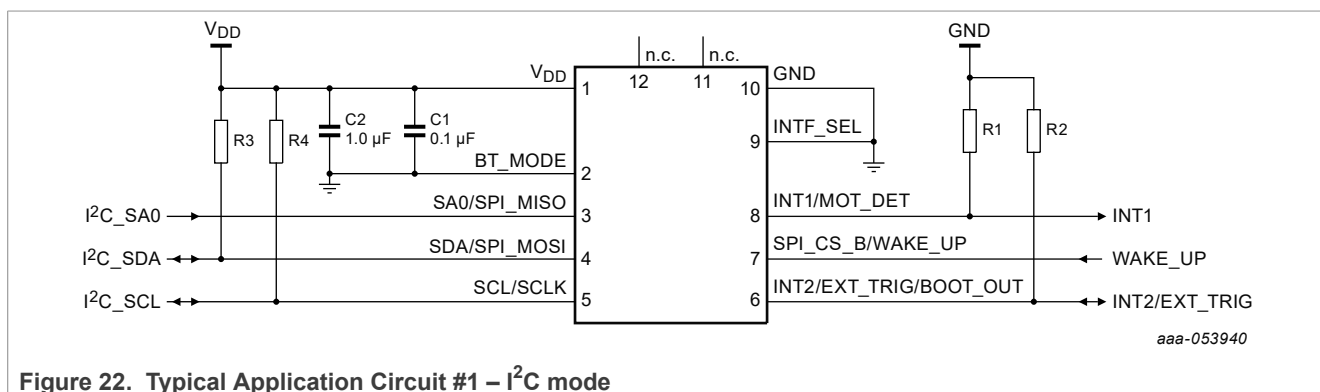 VDD
GND
n.c.
n.c.
VDD
12
11
GND
1
10
R3
R4
C2
1.0 µF
C1
0.1 µF
INTF_SEL
9
R1
R2
BT_MODE
2
I2C_SA0
SA0/SPI_MISO
3
INT1/MOT_DET
8
INT1
I2C_SDA
SDA/SPI_MOSI
4
SPI_CS_B/WAKE_UP
7
WAKE_UP
I2C_SCL
SCL/SCLK
5
INT2/EXT_TRIG/BOOT_OUT
6
INT2/EXT_TRIG
aaa-053940
Figure 22. Typical Application Circuit #1 – I2C mode